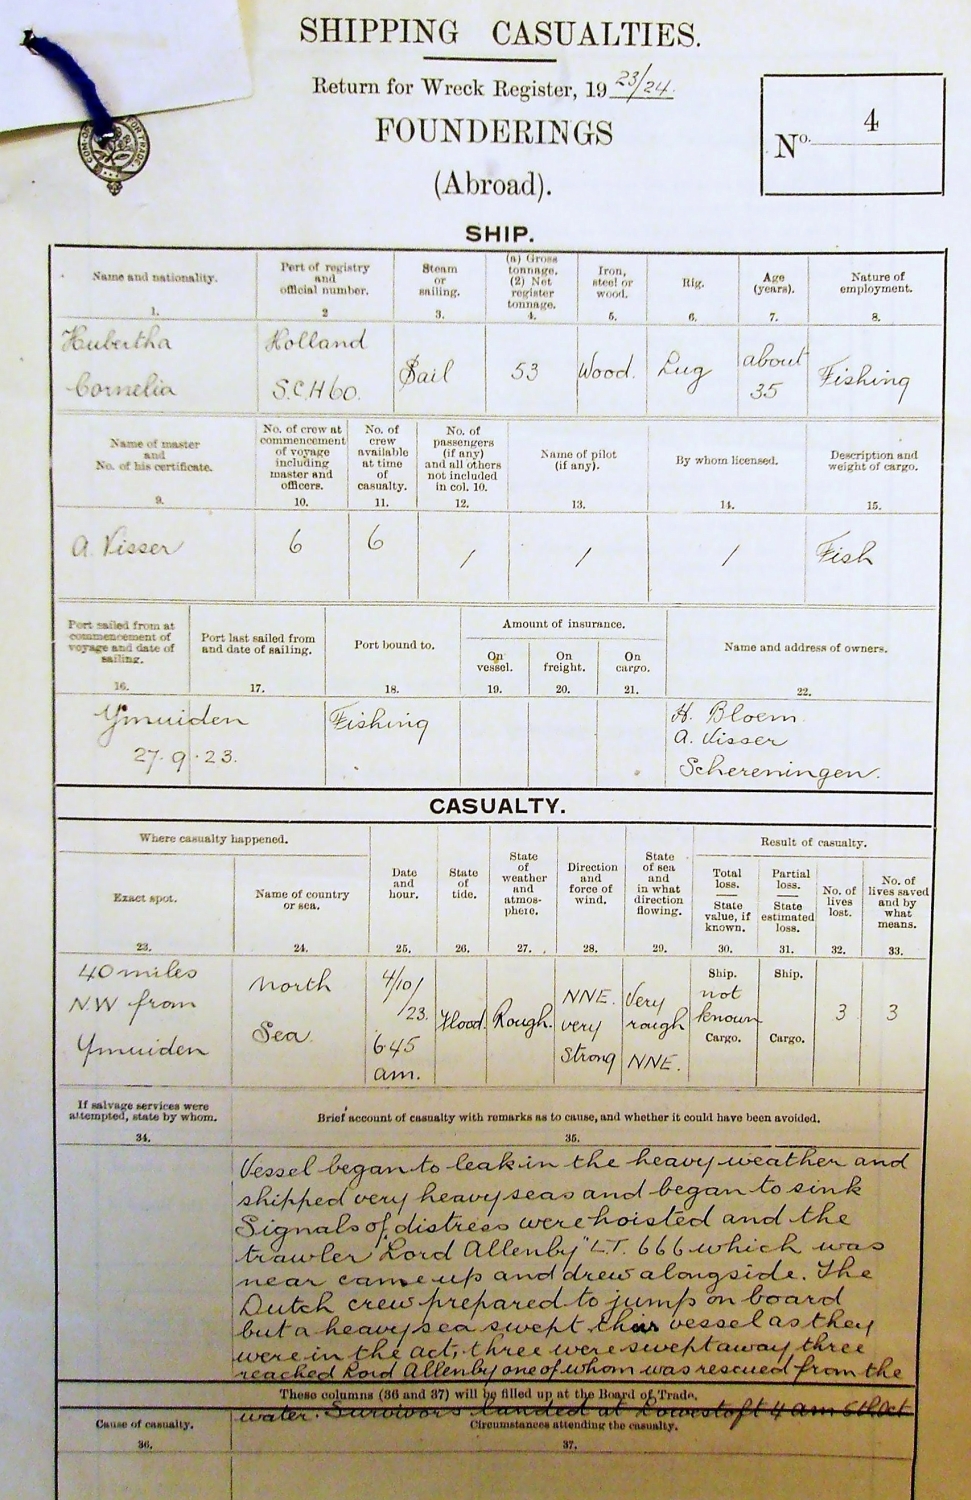 SHIPPING CASUALTIES.
Return for Wreck Register, 19 23/24.
FOUNDERINGS
(Abroad).
No. 4
SHIP.
Name and nationality.
1.
Port of registry
and
official number.
2
Steam
or
sailing.
3.
(a) Gross
tonnage.
(2) Net
register
tonnage.
4.
Iron,
steel or
wood.
5.
Rig.
6.
Age
(years).
7.
Nature of
employment.
8.
Hubertha
Cornelia
Holland
S.C.H 60.
Sail
53
Wood.
Lug
about
35
Fishing
Name of master
and
No. of his certificate.
9.
No. of crew at
commencement
of voyage
including
master and
officers.
10.
No. of
crew
available
at time
of
casualty.
11.
No. of
passengers
(if any)
and all others
not included
in col. 10.
12.
Name of pilot
(if any).
13.
By whom licensed.
14.
Description and
weight of cargo.
15.
A. Visser
6
6
/
/
/
Fish
Port sailed from at
commencement of
voyage and date of
sailing.
16.
Port last sailed from
and date of sailing.
17.
Port bound to.
18.
Amount of insurance.
On
vessel.
19.
On
freight.
20.
On
cargo.
21.
Name and address of owners.
22.
Ymuiden
27.9.23.
Fishing
H. Bloem
A. Visser
Schereningen.
CASUALTY.
Where casualty happened.
Exact spot.
23.
Name of country
or sea.
24.
Date
and
hour.
25.
State
of
tide.
26.
State
of
weather
and
atmos-
phere.
27.
Direction
and
force of
wind.
28.
State
of sea
and
in what
direction
flowing.
29.
Result of casualty.
Total
loss.
State
value, if
known.
30.
Partial
loss.
State
estimated
loss.
31.
No. of
lives
lost.
32.
No. of
lives saved
and by
what
means.
33.
40 miles
N.W from
Ymuiden
North
Sea
4/10/
/23.
6.45
am.
Flood.
Rough.
NNE.
very
strong
Very
rough
NNE.
Ship.
not
known
Cargo.
Ship.
Cargo.
3
3
If salvage services were
attempted, state by whom.
34.
Brief account of casualty with remarks as to cause, and whether it could have been avoided.
35.
Vessel began to leak in the heavy weather and
shipped very heavy seas and began to sink
Signals of distress were hoisted and the
trawler "Lord Allenby" L.T. 666 which was
near came up and drew alongside. The
Dutch crew prepared to jump on board
but a heavy sea swept vessel as they
were in the act, three were swept away three
reached Lord Allenby one of whom was rescued from the
These columns (36 and 37) will be filled up at the Board of Trade.
water. Survivors landed at Lowestoft 4 am 6th Oct
Cause of casualty.
36.
Circumstances attending the casualty.
37.